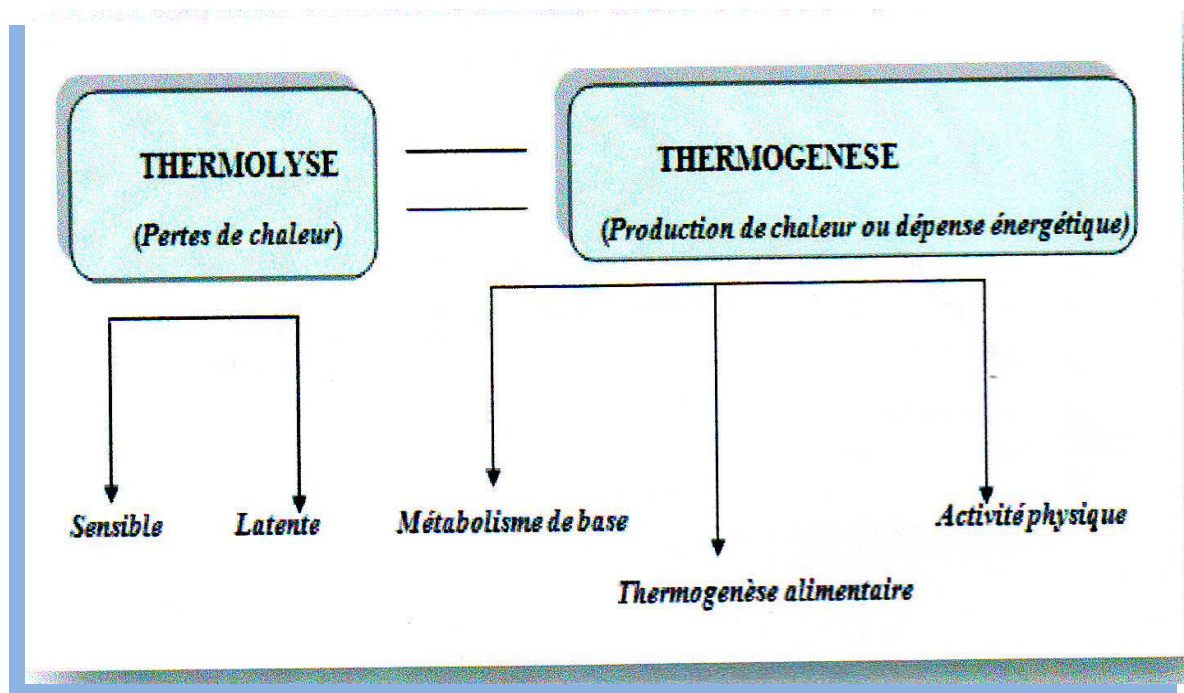 THERMOLYSE
(Pertes de chaleur)
THERMOGENESE
(Production de chaleur ou dépense énergétique)
Sensible
Latente
Métabolisme de base
Activité physique
Thermogenèse alimentaire